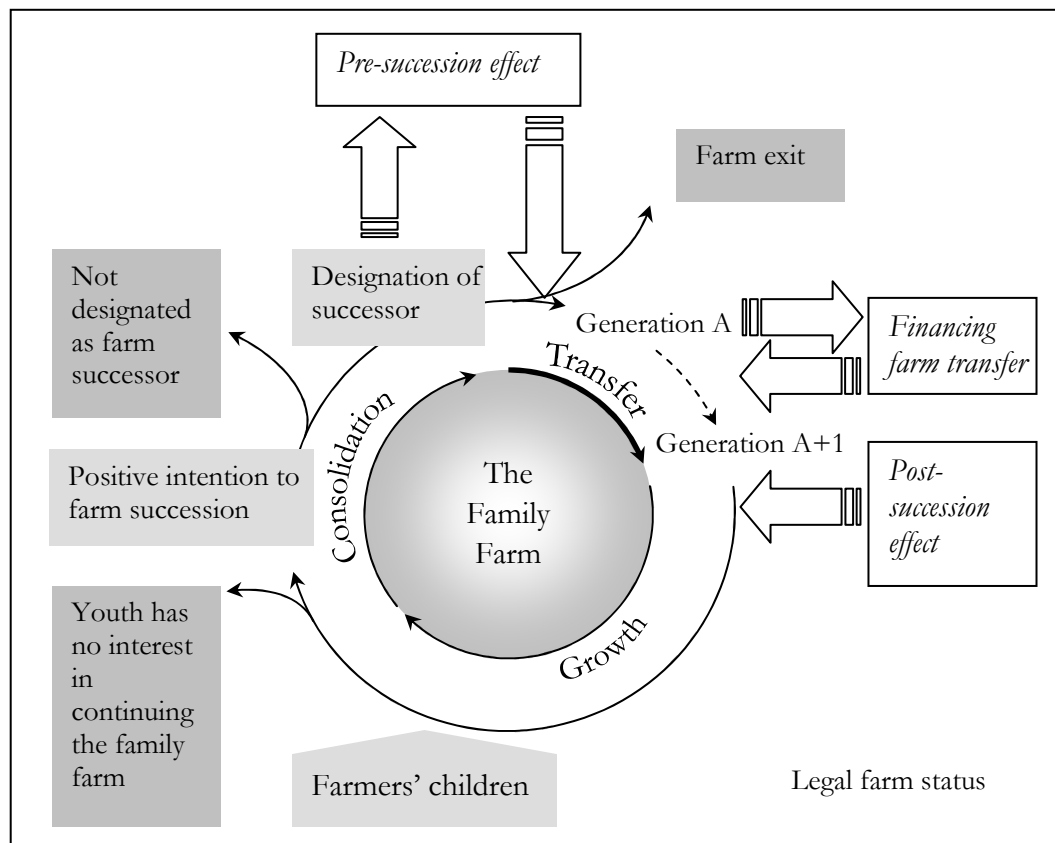 Pre-succession effect
Farm exit
Not
designated
as farm
successor
Designation of
successor
Generation A
Financing
farm transfer
Transfer
Consolidation
Generation A+1
Positive intention to
farm succession
The
Family
Farm
Post-
succession
effect
Youth has
no interest
in
continuing
the family
farm
Growth
Farmers’ children
Legal farm status